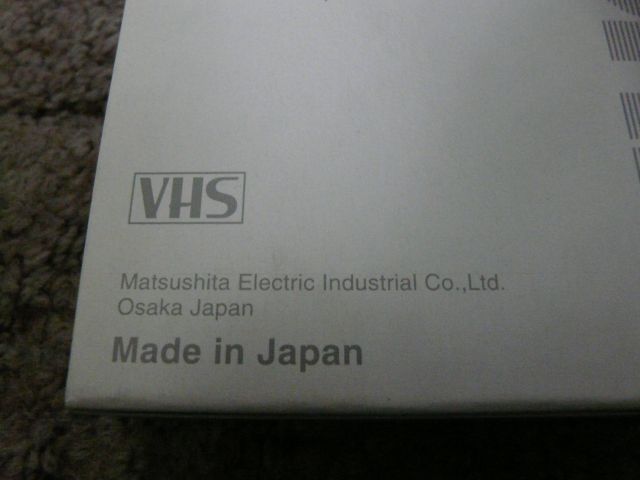 VHS
Matsushita Electric Industrial Co.,Ltd.
Osaka Japan
Made in Japan